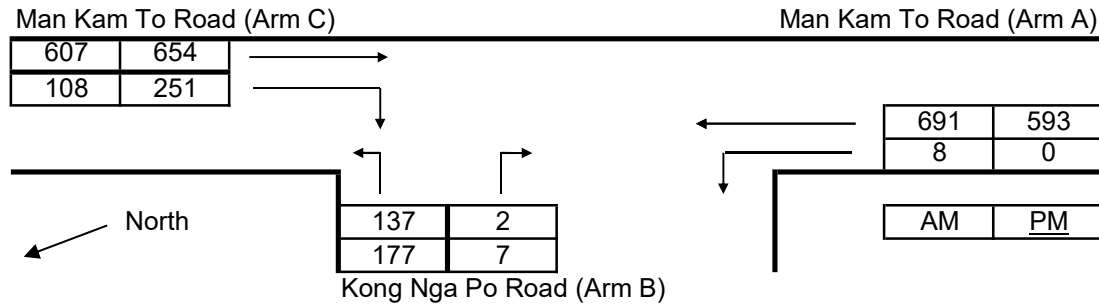 Man Kam To Road (Arm C)
Man Kam To Road (Arm A)
607 654
108 251
691 593
8 0
North
137 2
177 7
AM PM
Kong Nga Po Road (Arm B)